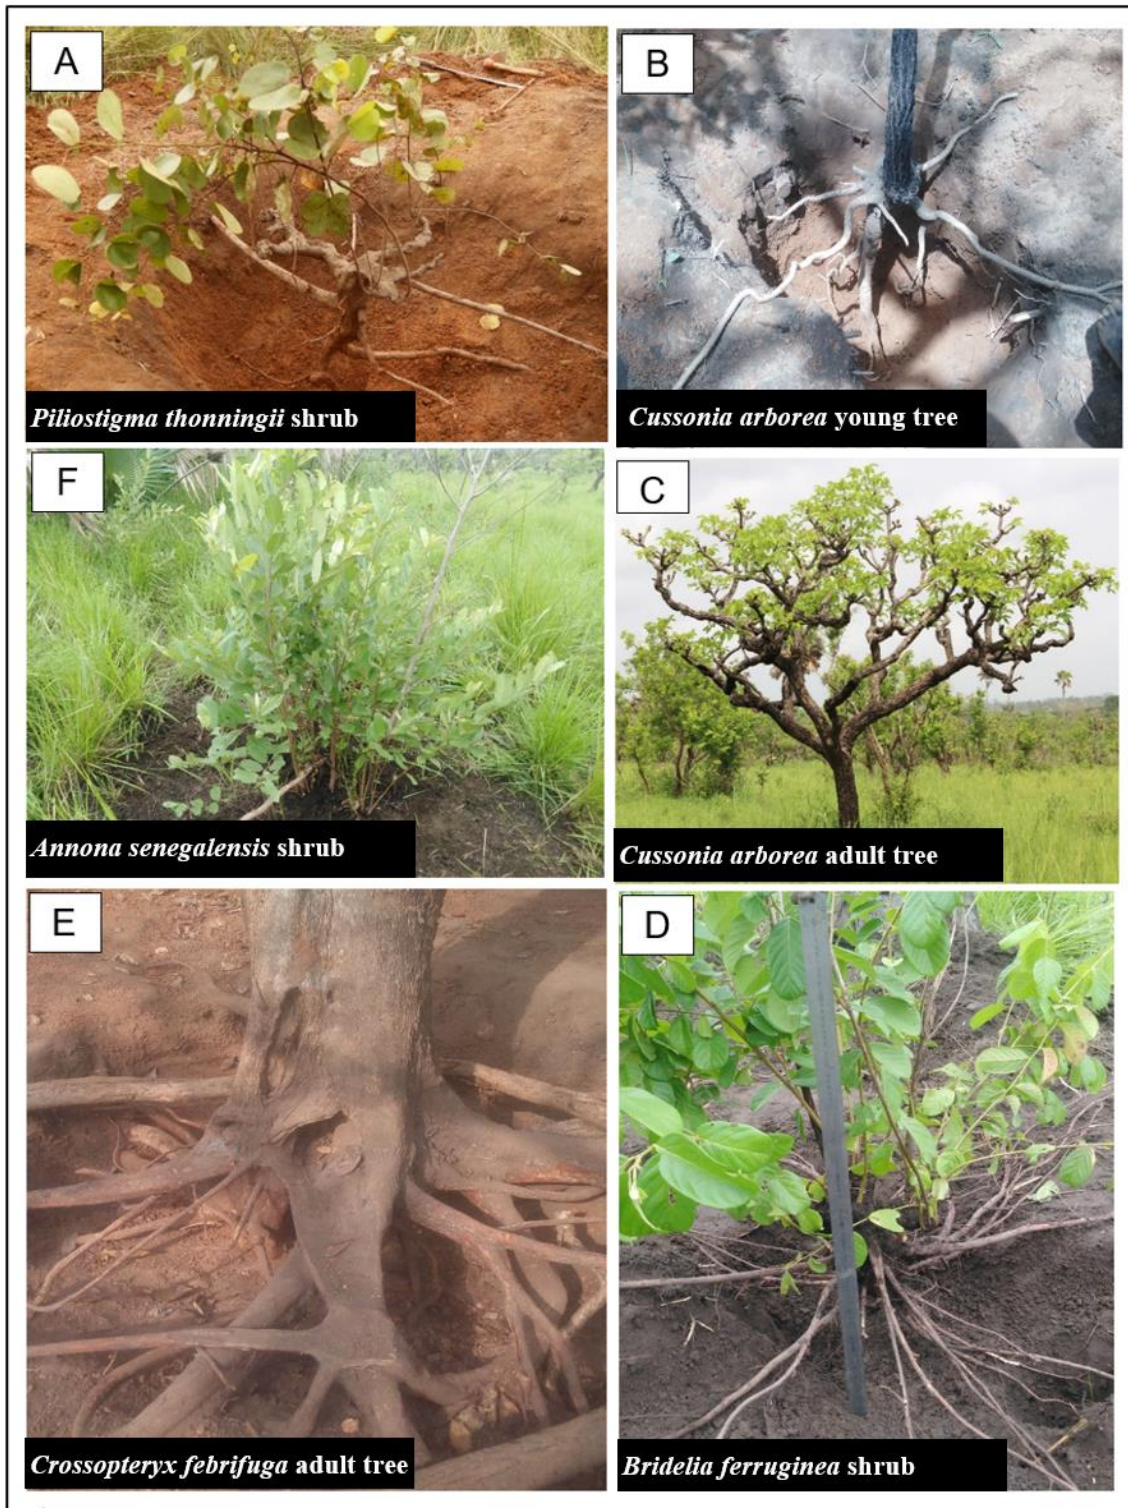 A
B
Piliostigma thonningii shrub
Cussonia arborea young tree
F
C
Annona senegalensis shrub
Cussonia arborea adult tree
E
D
Crossopteryx febrifuga adult tree
Bridelia ferruginea shrub